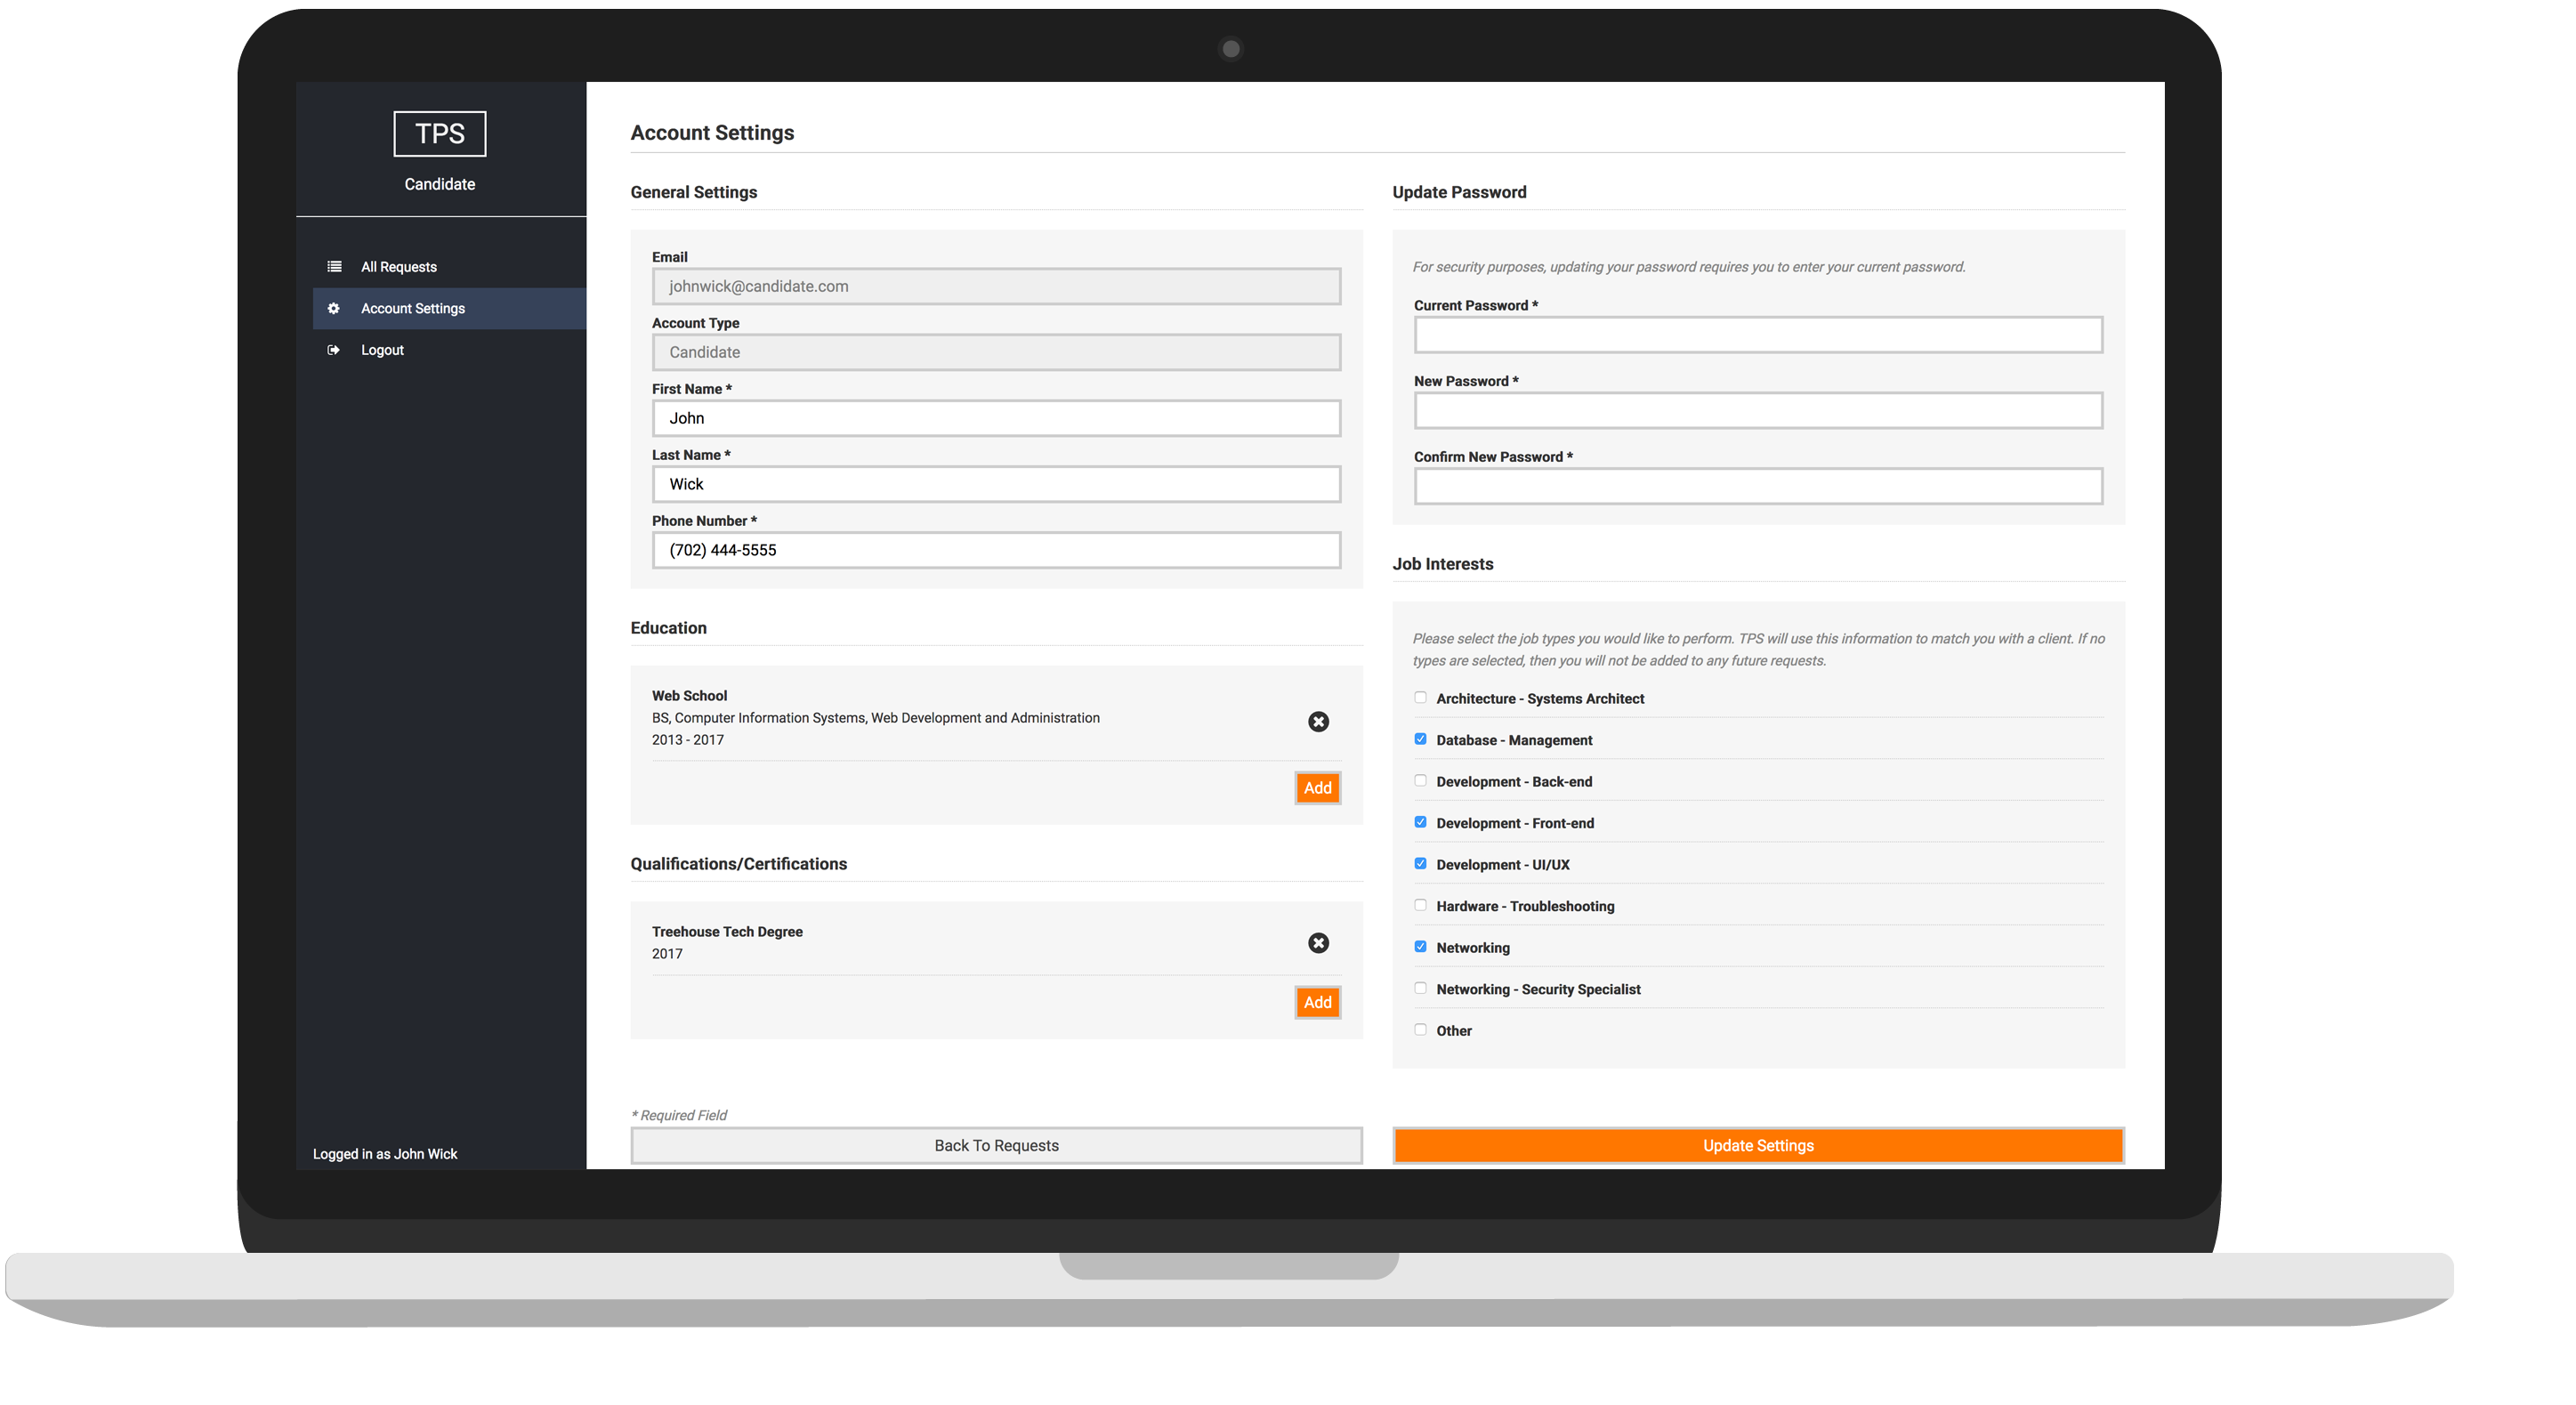 TPS
Candidate
All Requests
Account Settings
Logout
Logged in as John Wick
Account Settings
General Settings
Email
johnwick@candidate.com
Account Type
Candidate
First Name *
John
Last Name *
Wick
Phone Number *
(702) 444-5555
Education
Web School
BS, Computer Information Systems, Web Development and Administration
2013 - 2017
Add
Qualifications/Certifications
Treehouse Tech Degree
2017
Add
Update Password
For security purposes, updating your password requires you to enter your current password.
Current Password *
New Password *
Confirm New Password *
Job Interests
Please select the job types you would like to perform. TPS will use this information to match you with a client. If no
types are selected, then you will not be added to any future requests.
Architecture - Systems Architect
Database - Management
Development - Back-end
Development - Front-end
Development - UI/UX
Hardware - Troubleshooting
Networking
Networking - Security Specialist
Other
* Required Field
Back To Requests
Update Settings